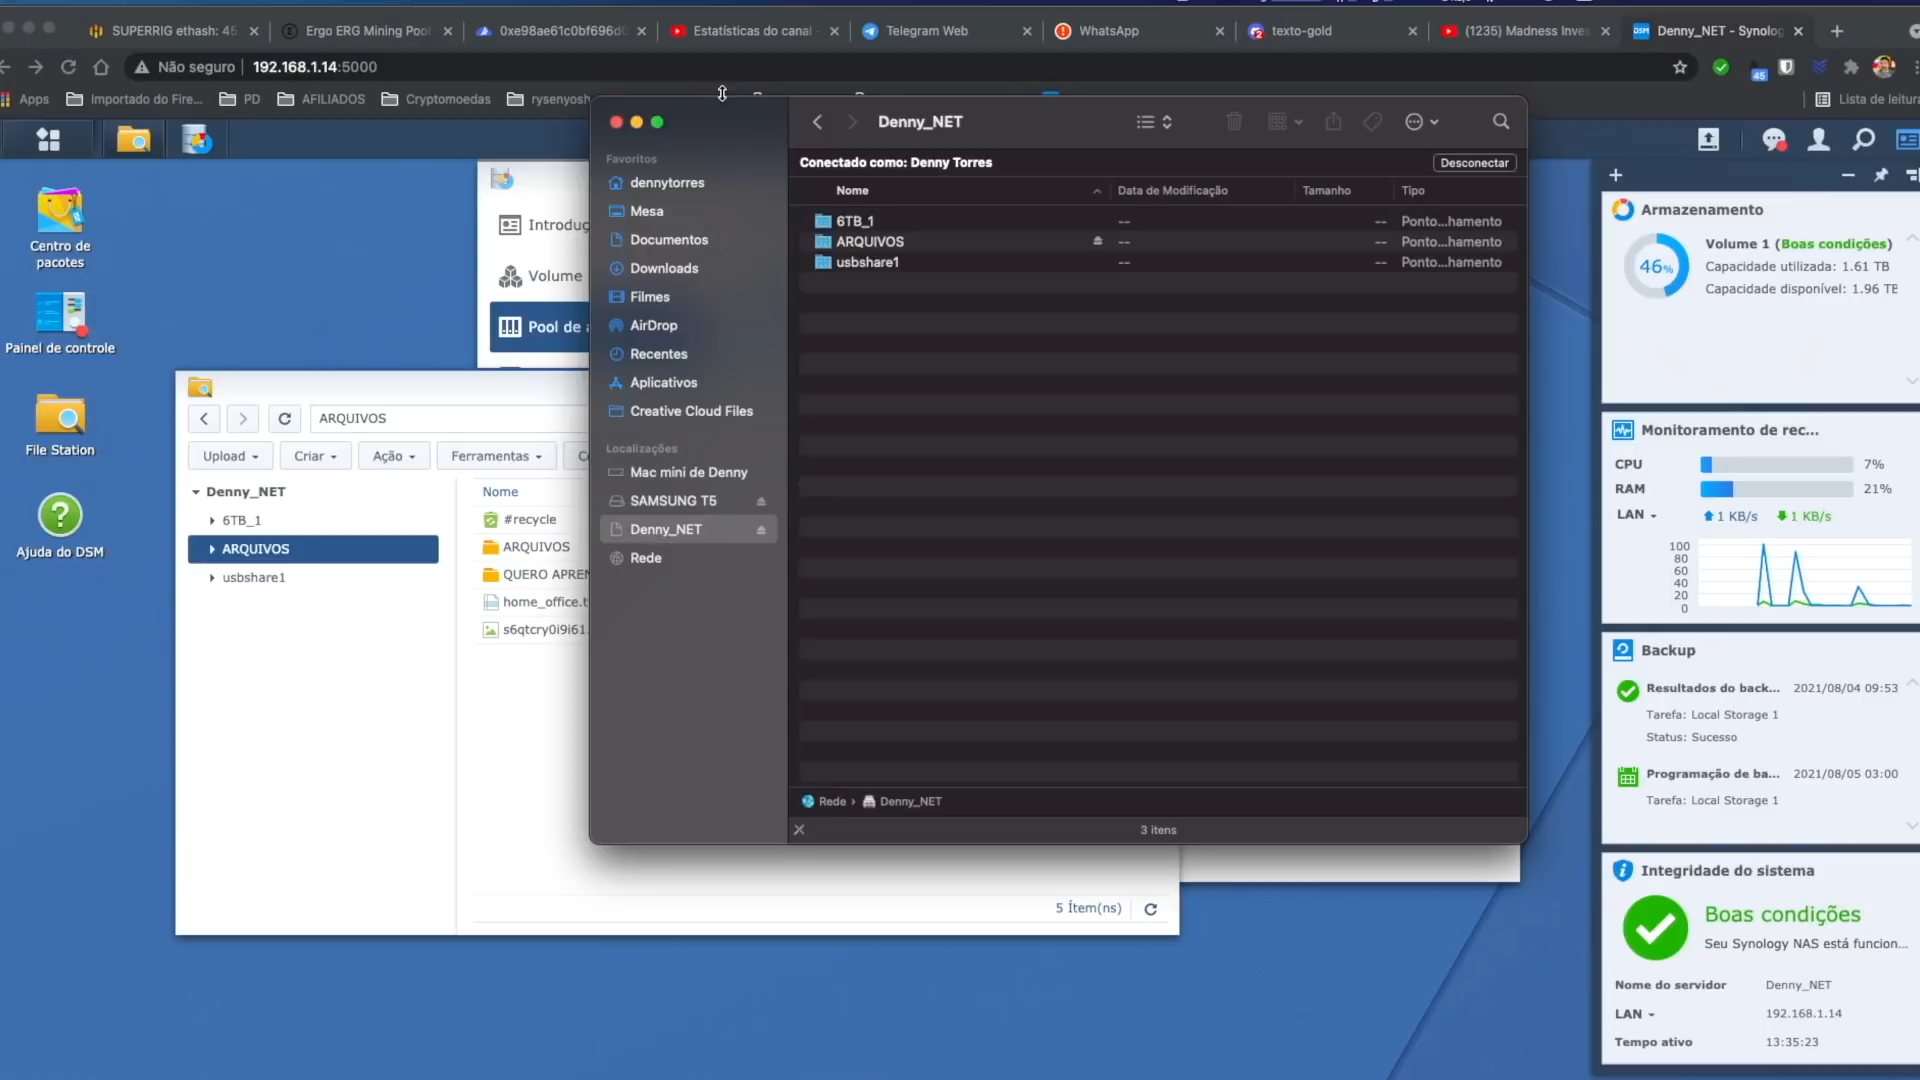 SUPERRIG ethash: 45
Ergo ERG Mining Pool
0xe98ae61c0bf696d0
Estatísticas do canal -
Telegram Web
WhatsApp
texto-gold
(1235) Madness Inves
DSM
Denny_NET - Synolog
Não seguro
192.168.1.14:5000
45
Apps
Importado do Fire...
PD
AFILIADOS
Cryptomoedas
rysenyosh
Lista de leitura
Centro de
pacotes
Painel de controle
File Station
Ajuda do DSM
Introduç
Volume
Pool de a
ARQUIVOS
Upload
Criar
Ação
Ferramentas
Denny_NET
6TB_1
ARQUIVOS
usbshare1
Nome
#recycle
ARQUIVOS
QUERO APREN
home_office.t
s6qtcry0i9i61.
5 Ítem(ns)
Favoritos
dennytorres
Mesa
Documentos
Downloads
Filmes
AirDrop
Recentes
Aplicativos
Creative Cloud Files
Localizações
Mac mini de Denny
SAMSUNG T5
Denny_NET
Rede
Denny_NET
Conectado como: Denny Torres
Desconectar
Nome
Data de Modificação
Tamanho
Tipo
6TB_1 -- -- Ponto...hamento
ARQUIVOS -- -- Ponto...hamento
usbshare1 -- -- Ponto...hamento
Rede › Denny_NET
3 itens
Armazenamento
46%
Volume 1 (Boas condições)
Capacidade utilizada: 1.61 TB
Capacidade disponível: 1.96 TB
Monitoramento de rec...
CPU 7%
RAM 21%
LAN 1 KB/s 1 KB/s
100
80
60
40
20
0
Backup
Resultados do back... 2021/08/04 09:53
Tarefa: Local Storage 1
Status: Sucesso
Programação de ba... 2021/08/05 03:00
Tarefa: Local Storage 1
Integridade do sistema
Boas condições
Seu Synology NAS está funcion...
Nome do servidor Denny_NET
LAN 192.168.1.14
Tempo ativo 13:35:23